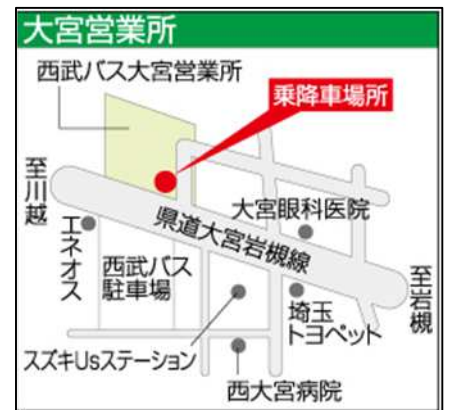 大宮営業所
西武バス大宮営業所
乗降車場所
至川越
県道大宮岩槻線
大宮眼科医院
エネオス
西武バス
駐車場
至岩槻
埼玉
トヨペット
スズキUsステーション
西大宮病院